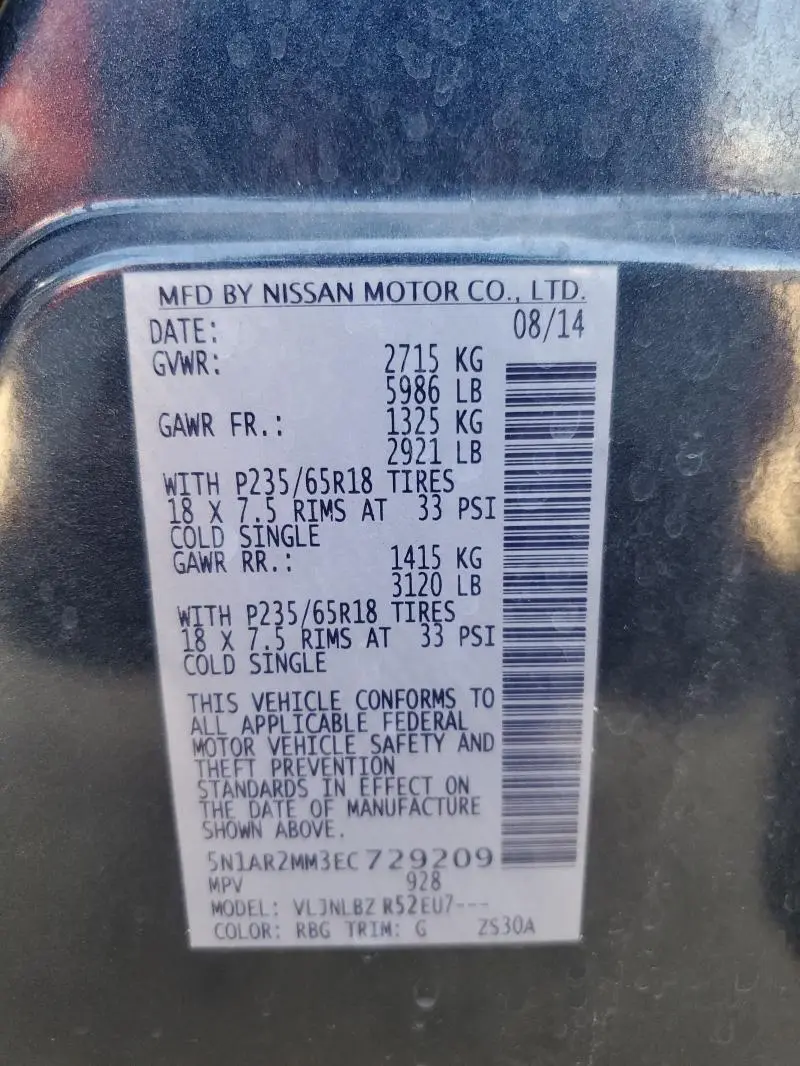 MFD BY NISSAN MOTOR CO., LTD.
DATE: 08/14
GVWR: 2715 KG
5986 LB
GAWR FR.: 1325 KG
2921 LB
WITH P235/65R18 TIRES
18 X 7.5 RIMS AT 33 PSI
COLD SINGLE
GAWR RR.: 1415 KG
3120 LB
WITH P235/65R18 TIRES
18 X 7.5 RIMS AT 33 PSI
COLD SINGLE
THIS VEHICLE CONFORMS TO
ALL APPLICABLE FEDERAL
MOTOR VEHICLE SAFETY AND
THEFT PREVENTION
STANDARDS IN EFFECT ON
THE DATE OF MANUFACTURE
SHOWN ABOVE.
5N1AR2MM3EC729209
MPV 928
MODEL: VLJNLBZ R52EU7---
COLOR: RBG TRIM: G ZS30A